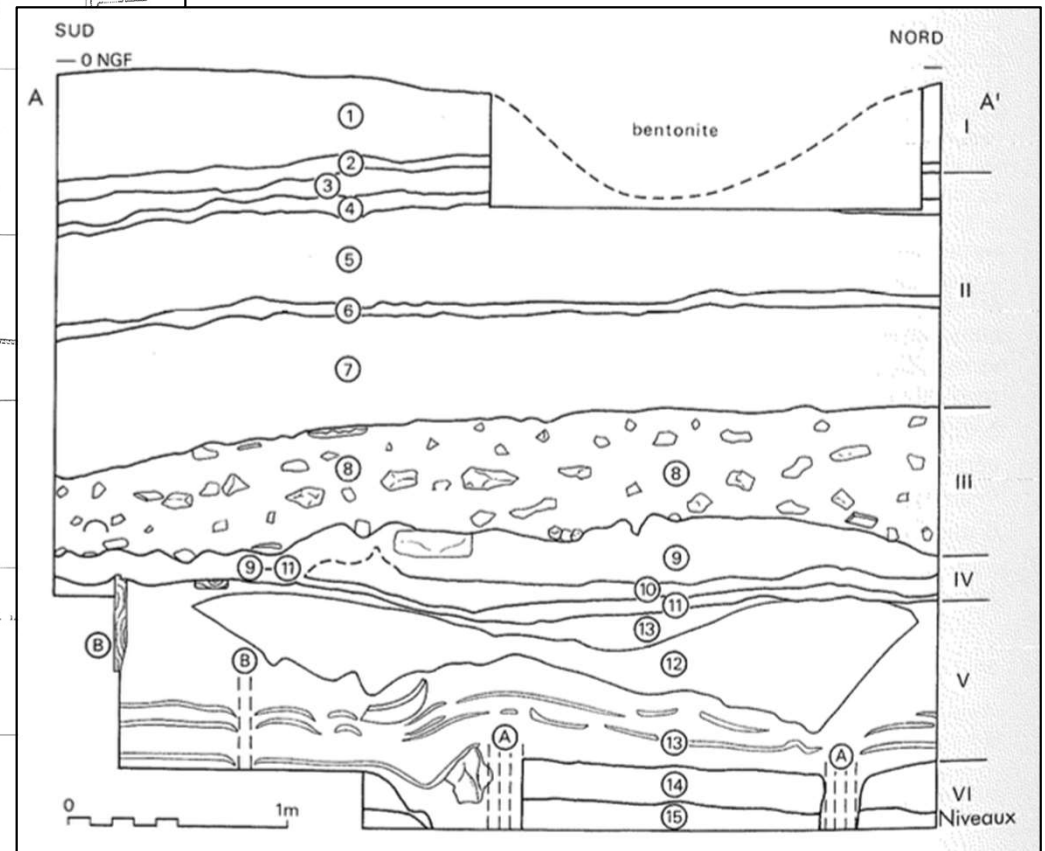 SUD
— 0 NGF
NORD
A
A'
bentonite
1
I
2
3
4
5
II
6
7
8
8
III
9
9 - 11
10
IV
11
13
B
B
12
V
A
13
A
14
VI
15
Niveaux
0 1m